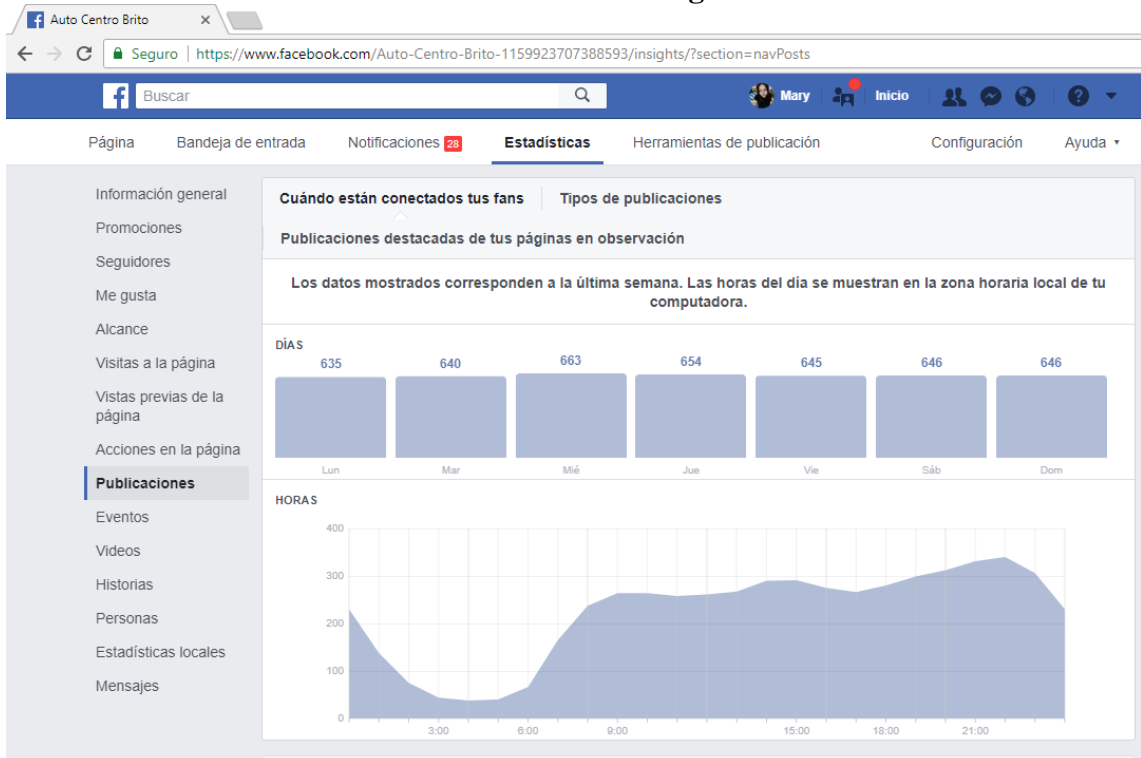 Auto Centro Brito
Seguro | https://www.facebook.com/Auto-Centro-Brito-1159923707388593/insights/?section=navPosts
Buscar
Mary
Inicio
Página
Bandeja de entrada
Notificaciones 28
Estadísticas
Herramientas de publicación
Configuración
Ayuda
Información general
Promociones
Seguidores
Me gusta
Alcance
Visitas a la página
Vistas previas de la
página
Acciones en la página
Publicaciones
Eventos
Videos
Historias
Personas
Estadísticas locales
Mensajes
Cuándo están conectados tus fans
Tipos de publicaciones
Publicaciones destacadas de tus páginas en observación
Los datos mostrados corresponden a la última semana. Las horas del día se muestran en la zona horaria local de tu
computadora.
DÍAS
635 640 663 654 645 646 646
Lun Mar Mié Jue Vie Sáb Dom
HORAS
400
300
200
100
0
3:00 6:00 9:00 15:00 18:00 21:00